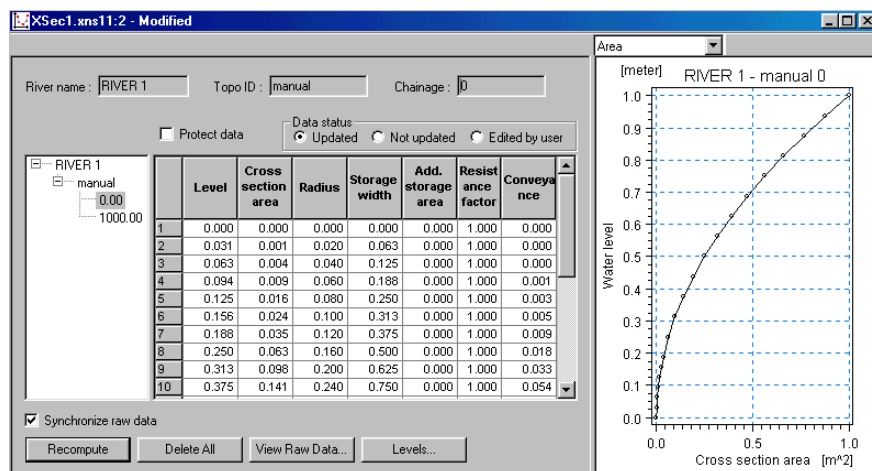 XSec1.xns11:2 - Modified
River name : RIVER 1 Topo ID : manual Chainage : 0
Protect data
Data status
Updated Not updated Edited by user
RIVER 1
manual
0.00
1000.00
Level Cross section area Radius Storage width Add. storage area Resist ance factor Conveya nce
1 0.000 0.000 0.000 0.000 0.000 1.000 0.000
2 0.031 0.001 0.020 0.063 0.000 1.000 0.000
3 0.063 0.004 0.040 0.125 0.000 1.000 0.000
4 0.094 0.009 0.060 0.188 0.000 1.000 0.001
5 0.125 0.016 0.080 0.250 0.000 1.000 0.003
6 0.156 0.024 0.100 0.313 0.000 1.000 0.005
7 0.188 0.035 0.120 0.375 0.000 1.000 0.009
8 0.250 0.063 0.160 0.500 0.000 1.000 0.018
9 0.313 0.098 0.200 0.625 0.000 1.000 0.033
10 0.375 0.141 0.240 0.750 0.000 1.000 0.054
Synchronize raw data
Recompute Delete All View Raw Data... Levels...
Area
[meter] RIVER 1 - manual 0
1.0
0.9
0.8
0.7
0.6
0.5
0.4
0.3
0.2
0.1
0.0
Water level
0.0 0.5 1.0
Cross section area [m^2]